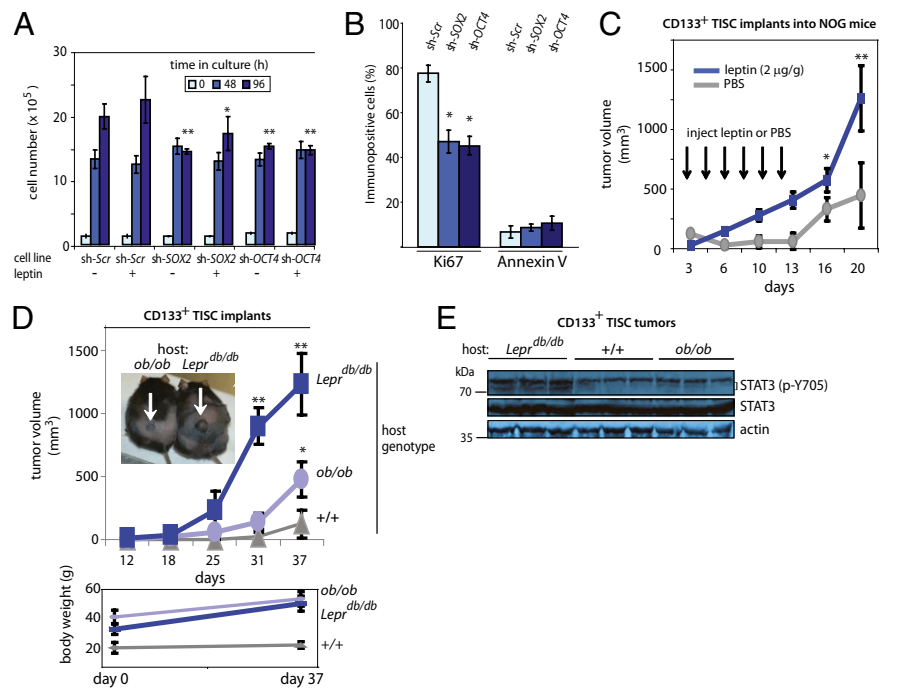 A
30
20
10
0
cell number (x 10⁵)
time in culture (h)
0 48 96
* ** ** **
cell line sh-Scr sh-Scr sh-SOX2 sh-SOX2 sh-OCT4 sh-OCT4
leptin - + - + - +
B
sh-Scr sh-SOX2 sh-OCT4 sh-Scr sh-SOX2 sh-OCT4
100
80
60
40
20
Immunopositive cells (%)
* *
Ki67 Annexin V
C
CD133⁺ TISC implants into NOG mice
leptin (2 µg/g)
PBS
1500
1000
500
0
tumor volume
(mm³)
inject leptin or PBS
* **
3 6 10 13 16 20
days
D
CD133⁺ TISC implants
host:
ob/ob Lepr db/db
1500
1000
500
0
tumor volume
(mm³)
** ** *
Lepr db/db
ob/ob
+/+
host
genotype
12 18 25 31 37
days
60
40
20
body weight (g)
ob/ob
Lepr db/db
+/+
day 0 day 37
E
CD133⁺ TISC tumors
host: Lepr db/db +/+ ob/ob
kDa
70
35
STAT3 (p-Y705)
STAT3
actin